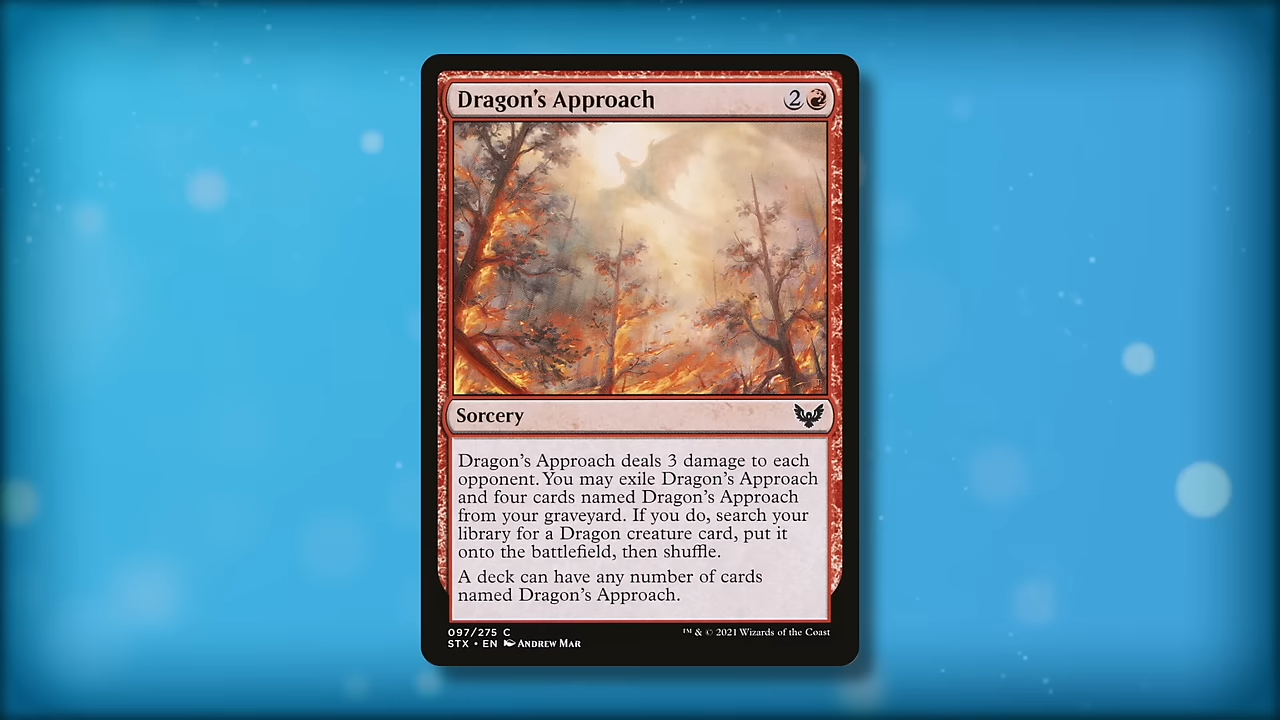 Dragon's Approach 2
Sorcery
Dragon's Approach deals 3 damage to each
opponent. You may exile Dragon's Approach
and four cards named Dragon's Approach
from your graveyard. If you do, search your
library for a Dragon creature card, put it
onto the battlefield, then shuffle.
A deck can have any number of cards
named Dragon's Approach.
097/275 C
STX • EN Andrew Mar
™ & © 2021 Wizards of the Coast